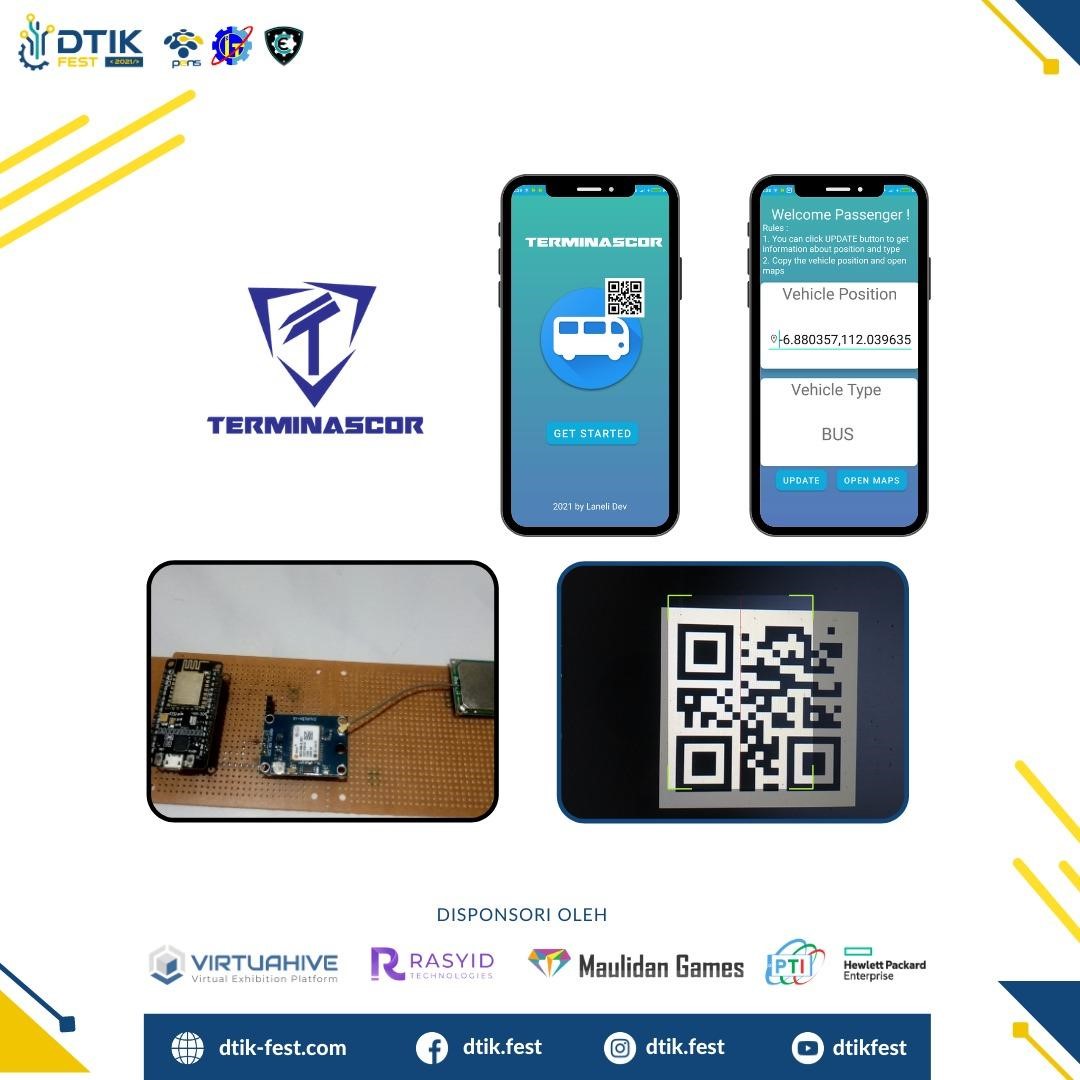 DTIK
FEST < 2021/>
pens
TERMINASCOR
TERMINASCOR
GET STARTED
2021 by Laneli Dev
Welcome Passenger !
Rules :
1. You can click UPDATE button to get
information about position and type
2. Copy the vehicle position and open
maps
Vehicle Position
-6.880357,112.039635
Vehicle Type
BUS
UPDATE
OPEN MAPS
DISPONSORI OLEH
VIRTUAHIVE
Virtual Exhibition Platform
RASYID
TECHNOLOGIES
Maulidan Games
PTI
Hewlett Packard
Enterprise
dtik-fest.com
dtik.fest
dtik.fest
dtikfest